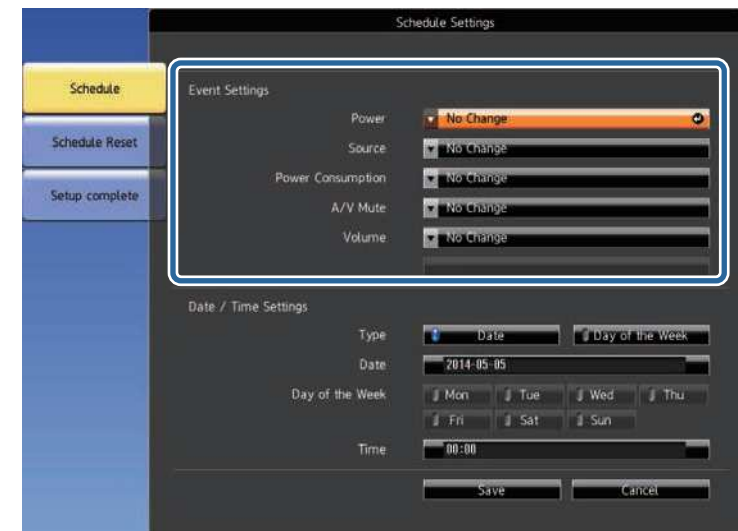 Schedule Settings
Schedule
Schedule Reset
Setup complete
Event Settings
Power No Change
Source No Change
Power Consumption No Change
A/V Mute No Change
Volume No Change
Date / Time Settings
Type Date Day of the Week
Date 2014-05-05
Day of the Week Mon Tue Wed Thu
Fri Sat Sun
Time 00:00
Save Cancel